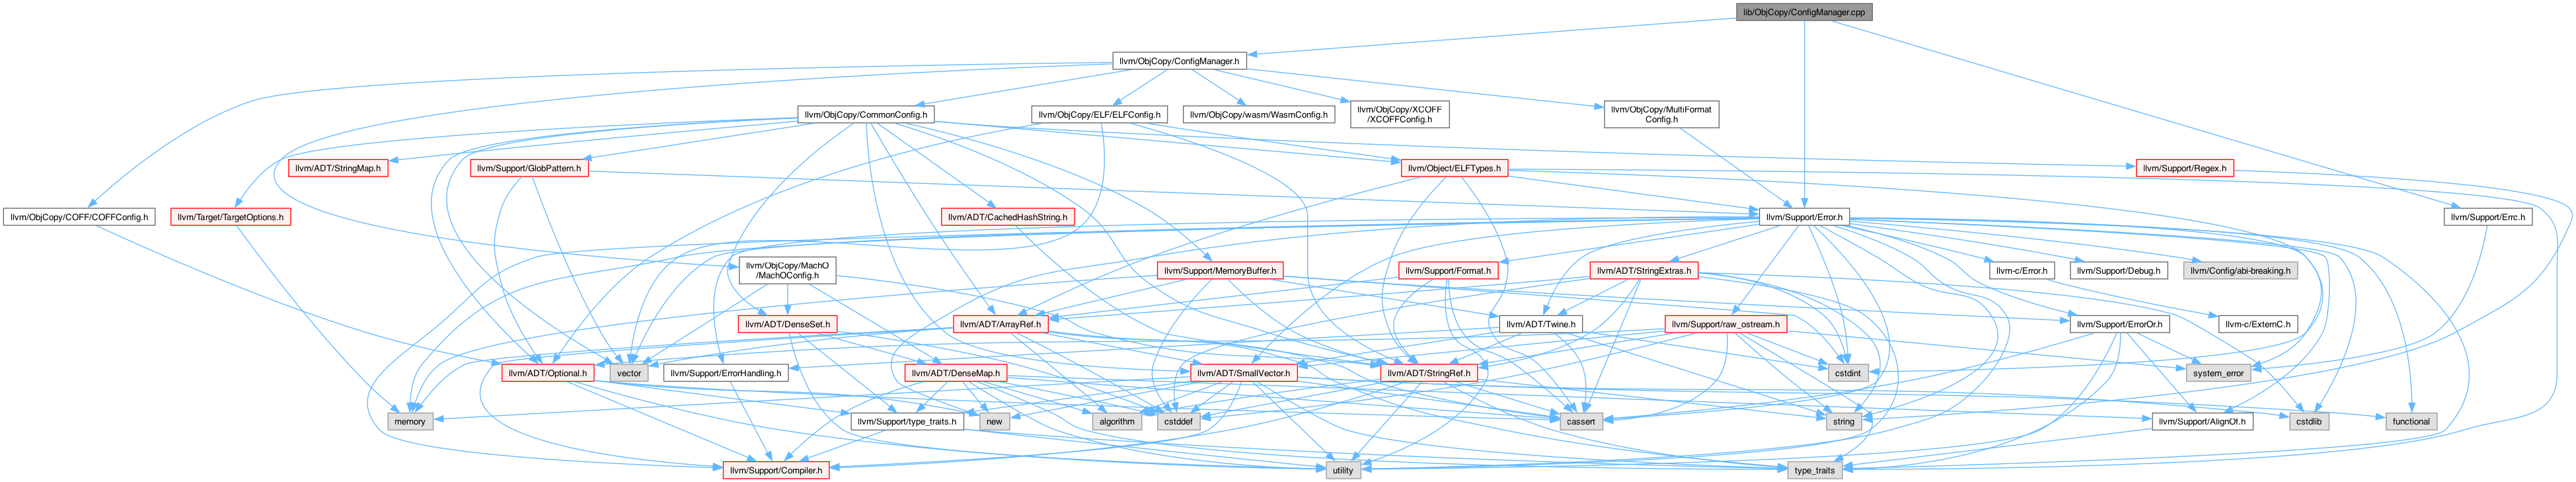 lib/ObjCopy/ConfigManager.cpp
llvm/ObjCopy/ConfigManager.h
llvm/ObjCopy/CommonConfig.h
llvm/ObjCopy/ELF/ELFConfig.h
llvm/ObjCopy/wasm/WasmConfig.h
llvm/ObjCopy/XCOFF
/XCOFFConfig.h
llvm/ObjCopy/MultiFormat
Config.h
llvm/ADT/StringMap.h
llvm/Support/GlobPattern.h
llvm/Object/ELFTypes.h
llvm/Support/Regex.h
llvm/ObjCopy/COFF/COFFConfig.h
llvm/Target/TargetOptions.h
llvm/ADT/CachedHashString.h
llvm/Support/Error.h
llvm/Support/Errc.h
llvm/ObjCopy/MachO
/MachOConfig.h
llvm/Support/MemoryBuffer.h
llvm/Support/Format.h
llvm/ADT/StringExtras.h
llvm-c/Error.h
llvm/Support/Debug.h
llvm/Config/abi-breaking.h
llvm/ADT/DenseSet.h
llvm/ADT/ArrayRef.h
llvm/ADT/Twine.h
llvm/Support/raw_ostream.h
llvm/Support/ErrorOr.h
llvm-c/ExternC.h
llvm/ADT/Optional.h
vector
llvm/Support/ErrorHandling.h
llvm/ADT/DenseMap.h
llvm/ADT/SmallVector.h
llvm/ADT/StringRef.h
cstdint
system_error
memory
llvm/Support/type_traits.h
new
algorithm
cstddef
cassert
string
llvm/Support/AlignOf.h
cstdlib
functional
llvm/Support/Compiler.h
utility
type_traits